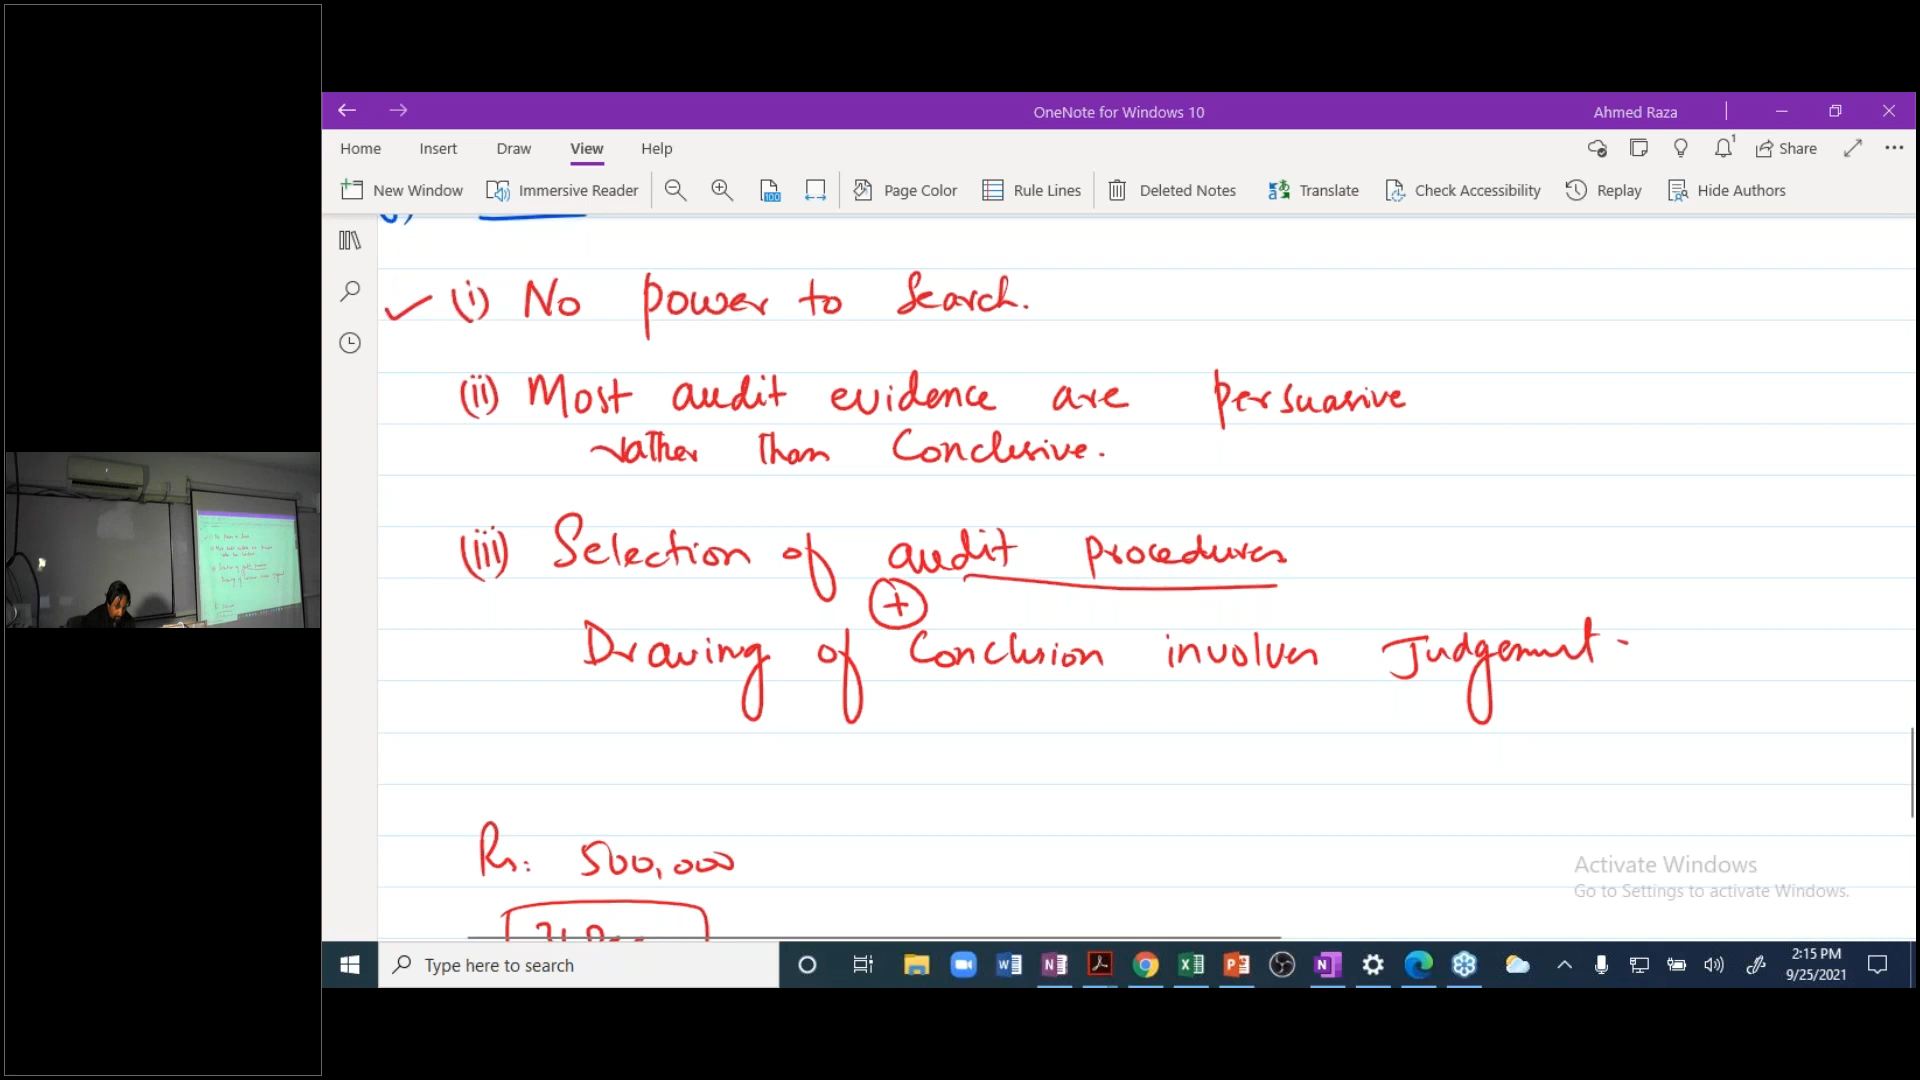 OneNote for Windows 10
Ahmed Raza
Home Insert Draw View Help
1
Share
New Window Immersive Reader 100 Page Color Rule Lines Deleted Notes Translate Check Accessibility Replay Hide Authors
(i) No power to Search.
(ii) Most audit evidence are persuasive
rather than Conclusive.
(iii) Selection of audit procedures
+
Drawing of Conclusion involves Judgement.
Rs. 500,000
Activate Windows
Go to Settings to activate Windows.
Type here to search
2:15 PM
9/25/2021